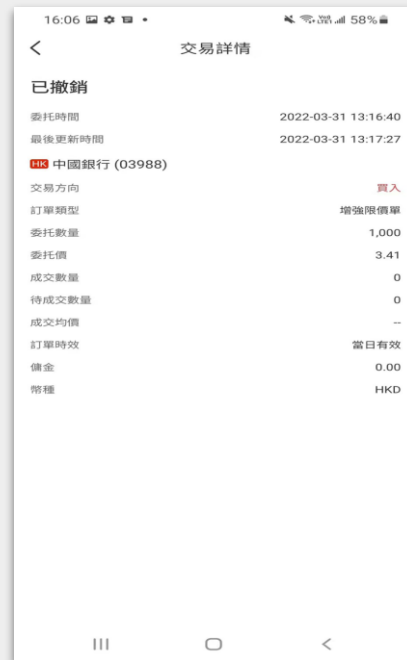 16:06 58%
交易詳情
已撤銷
委托時間 2022-03-31 13:16:40
最後更新時間 2022-03-31 13:17:27
HK 中國銀行 (03988)
交易方向 買入
訂單類型 增強限價單
委托數量 1,000
委托價 3.41
成交數量 0
待成交數量 0
成交均價 --
訂單時效 當日有效
傭金 0.00
幣種 HKD